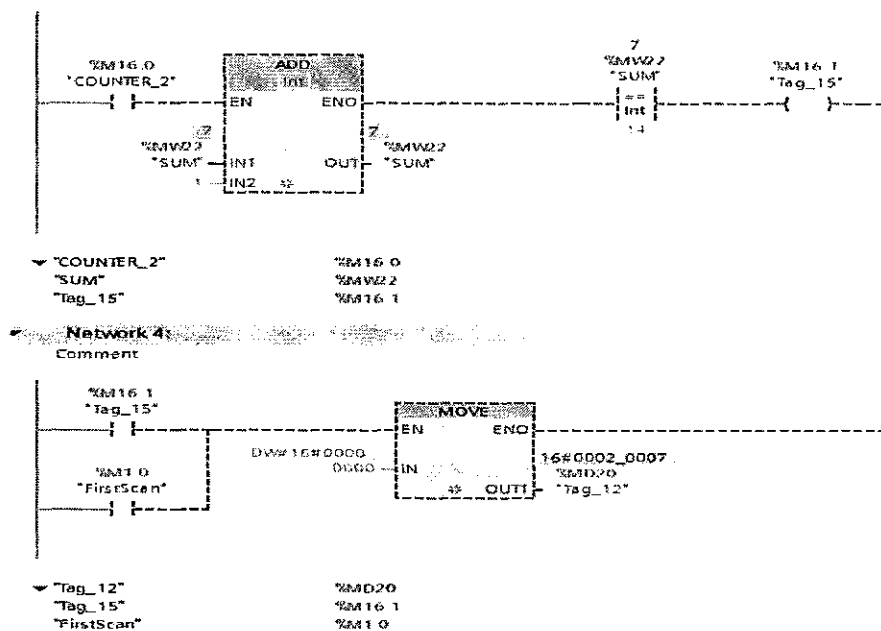 %M16.0
"COUNTER_2"
ADD
Int
EN ENO
7
%MW22
"SUM"
== Int
14
%M16.1
"Tag_15"
7
%MW22
"SUM" IN1
1 IN2
OUT
7
%MW22
"SUM"
"COUNTER_2" %M16.0
"SUM" %MW22
"Tag_15" %M16.1
Network 4:
Comment
%M16.1
"Tag_15"
MOVE
EN ENO
DW#16#0000_
0000 IN
16#0002_0007
%MD20
OUT1 "Tag_12"
%M1.0
"FirstScan"
"Tag_12" %MD20
"Tag_15" %M16.1
"FirstScan" %M1.0